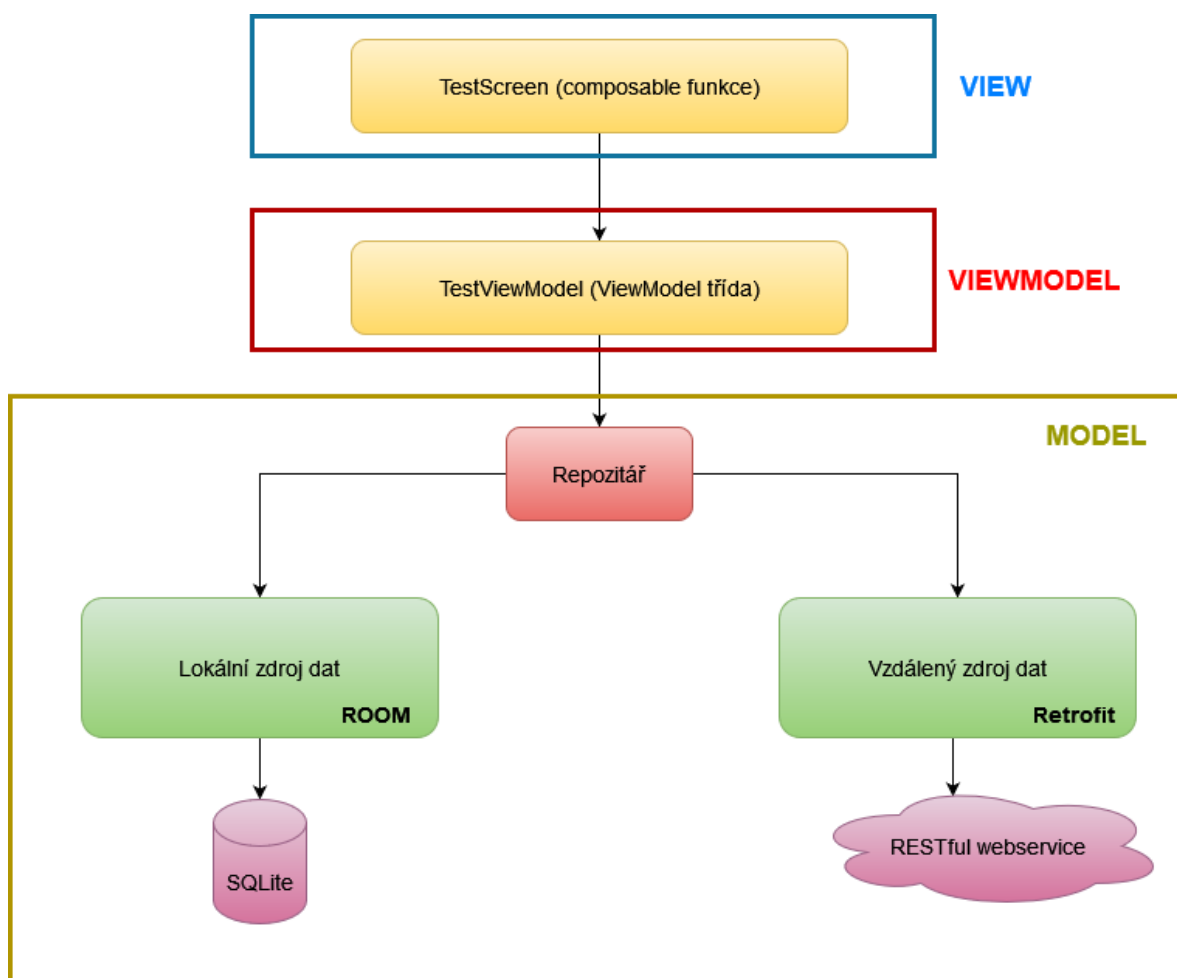 TestScreen (composable funkce)
VIEW
TestViewModel (ViewModel třída)
VIEWMODEL
MODEL
Repozitář
Lokální zdroj dat
ROOM
Vzdálený zdroj dat
Retrofit
SQLite
RESTful webservice